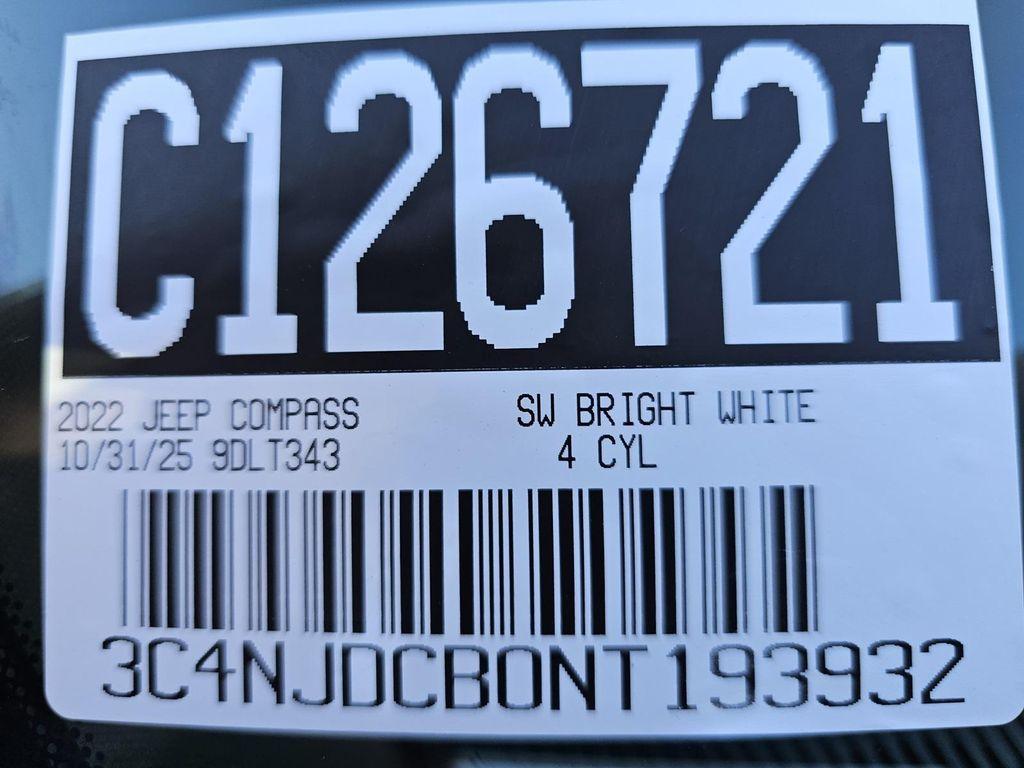 C126721
2022 JEEP COMPASS SW BRIGHT WHITE
10/31/25 9DLT343 4 CYL
3C4NJDCB0NT193932